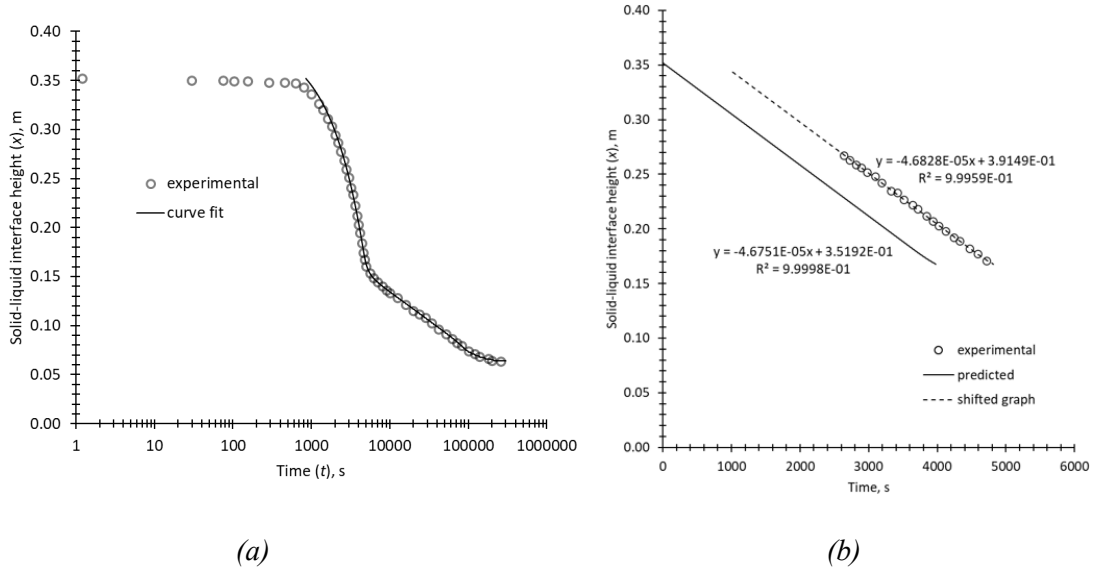 0.40
0.35
0.30
0.25
0.20
0.15
0.10
0.05
0.00
Solid-liquid interface height (x), m
experimental
curve fit
1 10 100 1000 10000 100000 1000000
Time (t), s
(a)
0.40
0.35
0.30
0.25
0.20
0.15
0.10
0.05
0.00
Solid-liquid interface height (x), m
y = -4.6828E-05x + 3.9149E-01
R² = 9.9959E-01
y = -4.6751E-05x + 3.5192E-01
R² = 9.9998E-01
experimental
predicted
shifted graph
0 1000 2000 3000 4000 5000 6000
Time, s
(b)